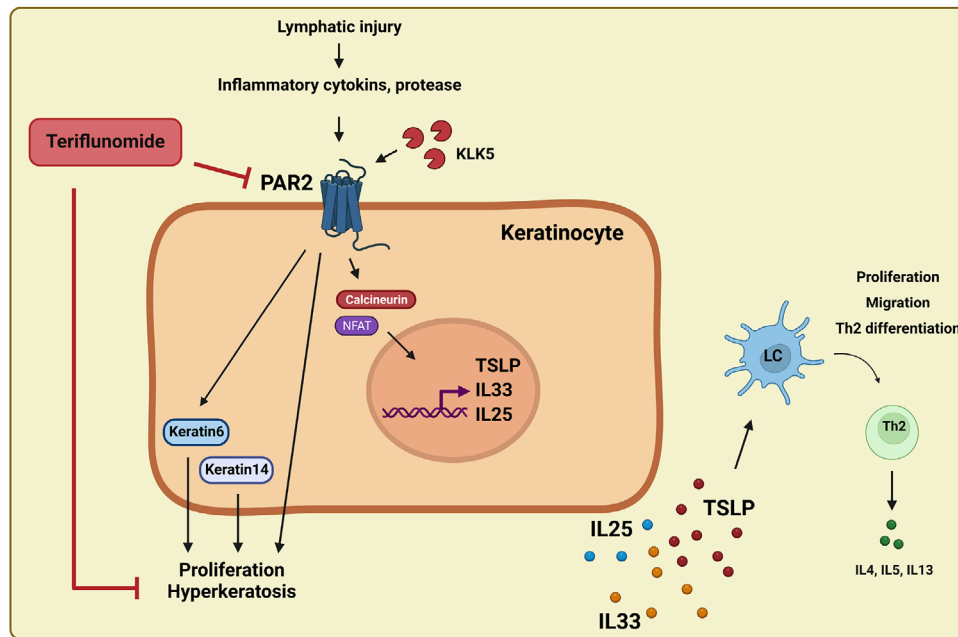 Lymphatic injury
Inflammatory cytokins, protease
Teriflunomide
KLK5
PAR2
Keratinocyte
Calcineurin
NFAT
TSLP
IL33
IL25
Keratin6
Keratin14
Proliferation
Hyperkeratosis
IL25
TSLP
IL33
LC
Proliferation
Migration
Th2 differentiation
Th2
IL4, IL5, IL13